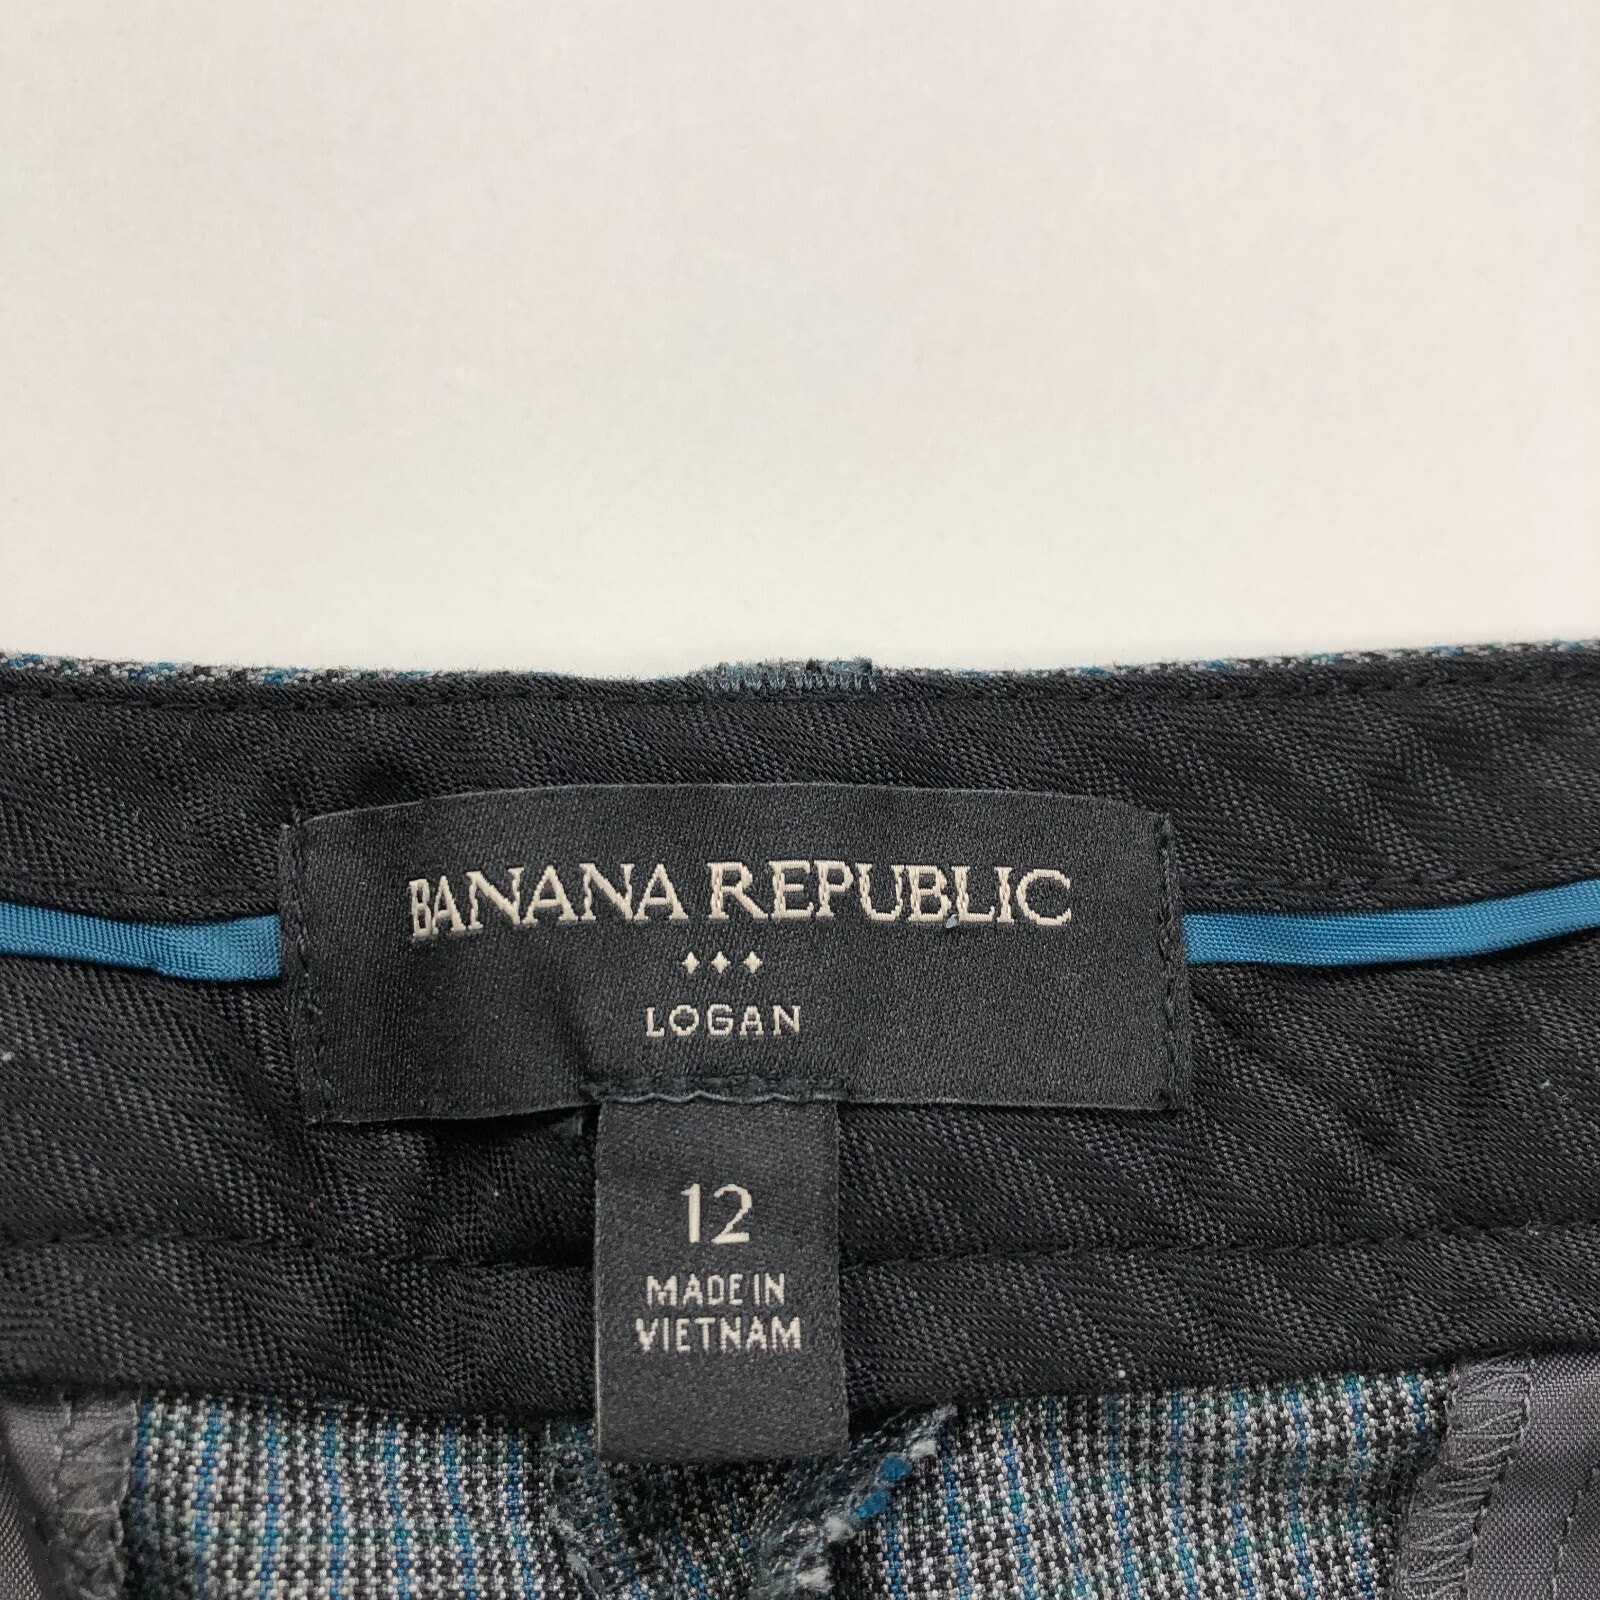 BANANA REPUBLIC
LOGAN
12
MADE IN
VIETNAM